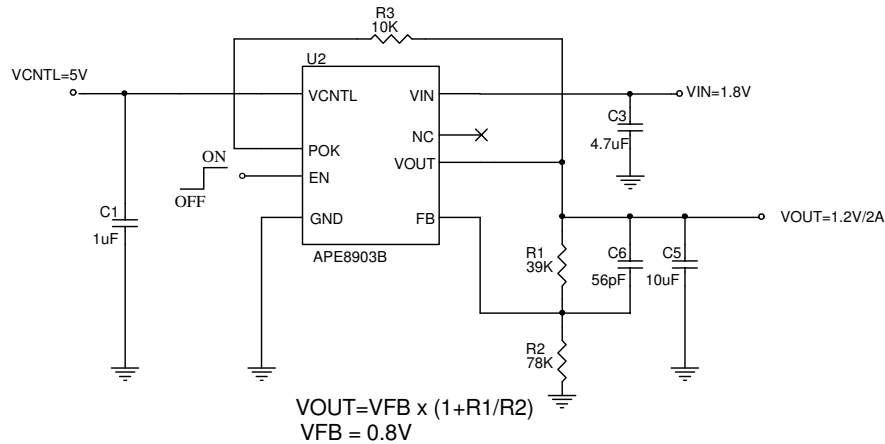 R3
10K
U2
VCNTL=5V
VCNTL
VIN
VIN=1.8V
C3
4.7uF
NC
POK
VOUT
ON
OFF
EN
C1
1uF
GND
FB
VOUT=1.2V/2A
APE8903B
R1
39K
C6
56pF
C5
10uF
R2
78K
VOUT=VFB x (1+R1/R2)
VFB = 0.8V